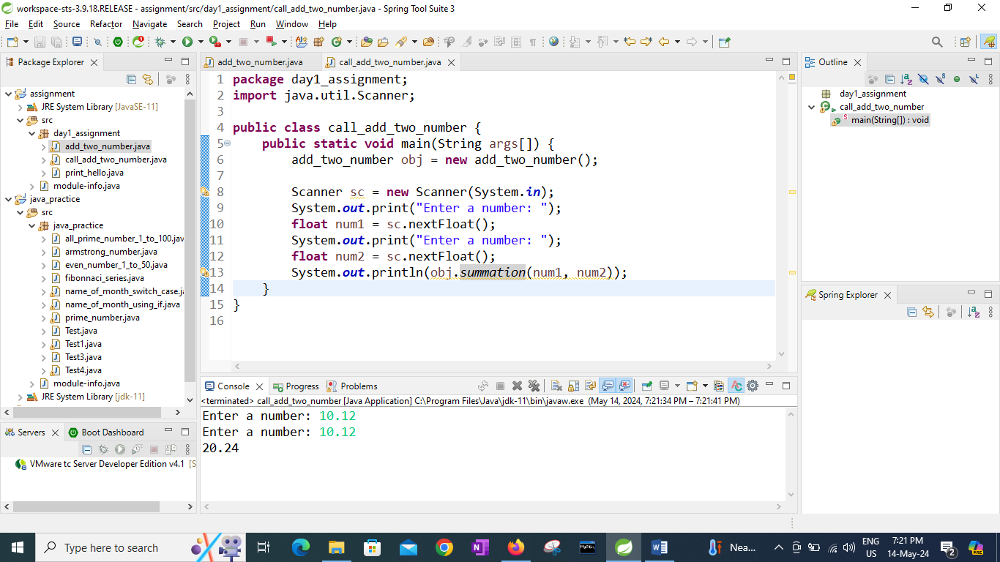 workspace-sts-3.9.18.RELEASE - assignment/src/day1_assignment/call_add_two_number.java - Spring Tool Suite 3
File Edit Source Refactor Navigate Search Project Run Window Help
Package Explorer
assignment
JRE System Library [JavaSE-11]
src
day1_assignment
add_two_number.java
call_add_two_number.java
print_hello.java
module-info.java
java_practice
src
java_practice
all_prime_number_1_to_100.jav
armstrong_number.java
even_number_1_to_50.java
fibonnaci_series.java
name_of_month_switch_case.ja
name_of_month_using_if.java
prime_number.java
Test.java
Test1.java
Test3.java
Test4.java
module-info.java
JRE System Library [jdk-11]
Servers Boot Dashboard
VMware tc Server Developer Edition v4.1 [S
add_two_number.java call_add_two_number.java
1 package day1_assignment;
2 import java.util.Scanner;
3
4 public class call_add_two_number {
5 public static void main(String args[]) {
6 add_two_number obj = new add_two_number();
7
8 Scanner sc = new Scanner(System.in);
9 System.out.print("Enter a number: ");
10 float num1 = sc.nextFloat();
11 System.out.print("Enter a number: ");
12 float num2 = sc.nextFloat();
13 System.out.println(obj.summation(num1, num2));
14 }
15 }
16
Console Progress Problems
<terminated> call_add_two_number [Java Application] C:\Program Files\Java\jdk-11\bin\javaw.exe (May 14, 2024, 7:21:34 PM – 7:21:41 PM)
Enter a number: 10.12
Enter a number: 10.12
20.24
Outline
day1_assignment
call_add_two_number
main(String[]) : void
Spring Explorer
Type here to search
Nea...
ENG
US
7:21 PM
14-May-24
2